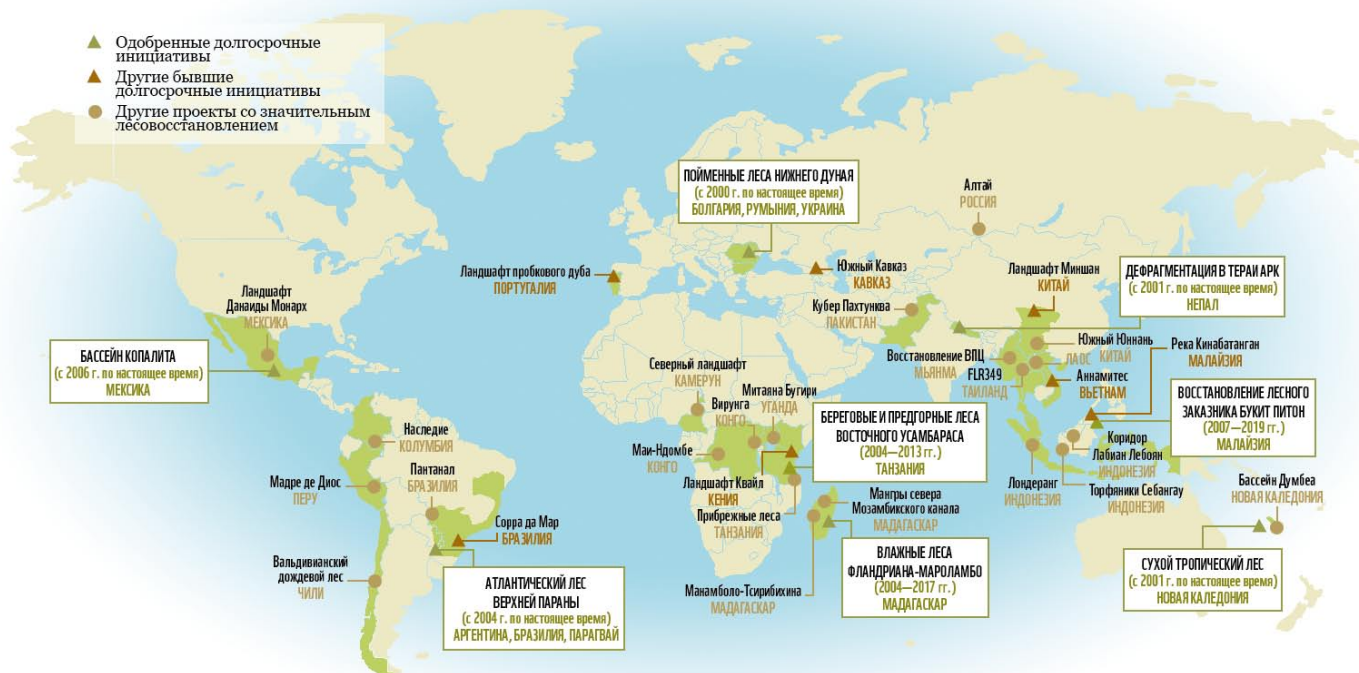 Одобренные долгосрочные
инициативы
Другие бывшие
долгосрочные инициативы
Другие проекты со значительным
лесовосстановлением
ПОЙМЕННЫЕ ЛЕСА НИЖНЕГО ДУНАЯ
(с 2000 г. по настоящее время)
БОЛГАРИЯ, РУМЫНИЯ, УКРАИНА
Алтай
РОССИЯ
Ландшафт пробкового дуба
ПОРТУГАЛИЯ
Южный Кавказ
КАВКАЗ
Ландшафт Миншан
КИТАЙ
ДЕФРАГМЕНТАЦИЯ В ТЕРАИ АРК
(с 2001 г. по настоящее время)
НЕПАЛ
Ландшафт
Данаиды Монарх
МЕКСИКА
Кубер Пахтунква
ПАКИСТАН
БАССЕЙН КОПАЛИТА
(с 2006 г. по настоящее время)
МЕКСИКА
Южный Юннань
КИТАЙ
Река Кинабатанган
МАЛАЙЗИЯ
Восстановление ВПЦ
МЬЯНМА
FLR349
ТАИЛАНД
ЛАОС
Аннамитес
ВЬЕТНАМ
Северный ландшафт
КАМЕРУН
Митаяна Бугири
УГАНДА
Вирунга
КОНГО
ВОССТАНОВЛЕНИЕ ЛЕСНОГО
ЗАКАЗНИКА БУКИТ ПИТОН
(2007—2019 гг.)
МАЛАЙЗИЯ
БЕРЕГОВЫЕ И ПРЕДГОРНЫЕ ЛЕСА
ВОСТОЧНОГО УСАМБАРАСА
(2004—2013 гг.)
ТАНЗАНИЯ
Наследие
КОЛУМБИЯ
Маи-Ндомбе
КОНГО
Коридор
Лабиан Лебоян
ИНДОНЕЗИЯ
Пантанал
БРАЗИЛИЯ
Мадре де Диос
ПЕРУ
Ландшафт Квайл
КЕНИЯ
Лондеранг
ИНДОНЕЗИЯ
Торфяники Себангау
ИНДОНЕЗИЯ
Бассейн Думбеа
НОВАЯ КАЛЕДОНИЯ
Мангры севера
Мозамбикского канала
МАДАГАСКАР
Прибрежные леса
ТАНЗАНИЯ
Сорра да Мар
БРАЗИЛИЯ
Вальдивианский
дождевой лес
ЧИЛИ
АТЛАНТИЧЕСКИЙ ЛЕС
ВЕРХНЕЙ ПАРАНЫ
(с 2004 г. по настоящее время)
АРГЕНТИНА, БРАЗИЛИЯ, ПАРАГВАЙ
ВЛАЖНЫЕ ЛЕСА
ФЛАНДРИАНА-МАРОЛАМБО
(2004—2017 гг.)
МАДАГАСКАР
СУХОЙ ТРОПИЧЕСКИЙ ЛЕС
(с 2001 г. по настоящее время)
НОВАЯ КАЛЕДОНИЯ
Манамболо-Тсирибихина
МАДАГАСКАР